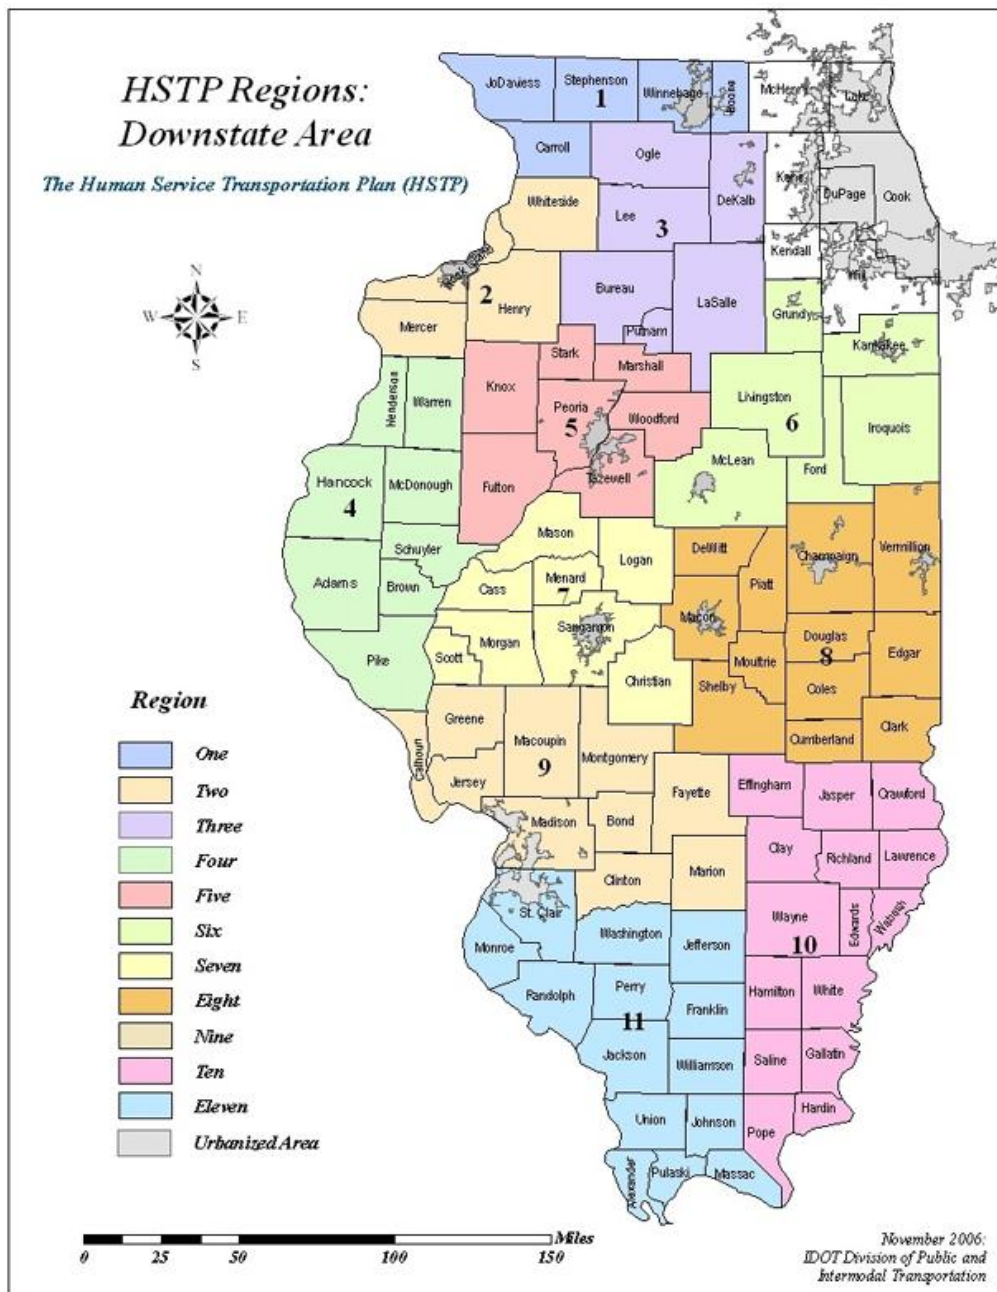 HSTP Regions:
Downstate Area
The Human Service Transportation Plan (HSTP)
N
W
E
S
JoDaviess
Stephenson
1
Winnebago
Boone
McHenry
Lake
Carroll
Ogle
DeKalb
Kane
DuPage
Cook
Whiteside
Lee
3
Kendall
Will
Rock Island
2
Henry
Bureau
LaSalle
Grundy
Mercer
Putnam
Kankakee
Stark
Marshall
Knox
Henderson
Warren
Peoria
5
Woodford
Livingston
6
Iroquois
Tazewell
McLean
Ford
Hancock
4
McDonough
Fulton
Mason
Logan
DeWitt
Champaign
Vermillion
Schuyler
Adams
Brown
Cass
Menard
7
Piatt
Macon
Sangamon
Morgan
Scott
Pike
Christian
Moultrie
Douglas
8
Edgar
Shelby
Coles
Clark
Cumberland
Greene
Calhoun
Macoupin
9
Montgomery
Jersey
Fayette
Effingham
Jasper
Crawford
Madison
Bond
Clay
Richland
Lawrence
Clinton
Marion
St. Clair
Wayne
10
Edwards
Wabash
Monroe
Washington
Jefferson
Randolph
Perry
11
Franklin
Hamilton
White
Jackson
Williamson
Saline
Gallatin
Union
Johnson
Pope
Hardin
Alexander
Pulaski
Massac
Region
One
Two
Three
Four
Five
Six
Seven
Eight
Nine
Ten
Eleven
Urbanized Area
Miles
0 25 50 100 150
November 2006:
IDOT Division of Public and
Intermodal Transportation